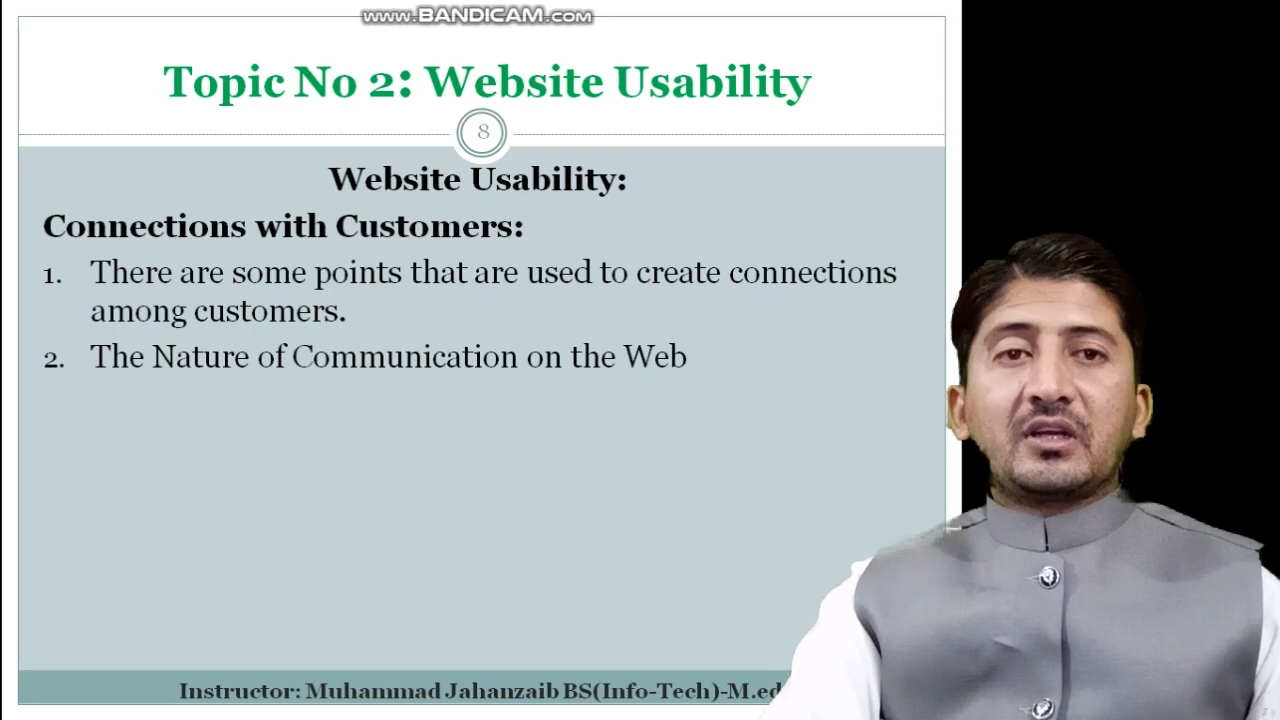 www.BANDICAM.com
Topic No 2: Website Usability
8
Website Usability:
Connections with Customers:
1. There are some points that are used to create connections
among customers.
2. The Nature of Communication on the Web
Instructor: Muhammad Jahanzaib BS(Info-Tech)-M.ed